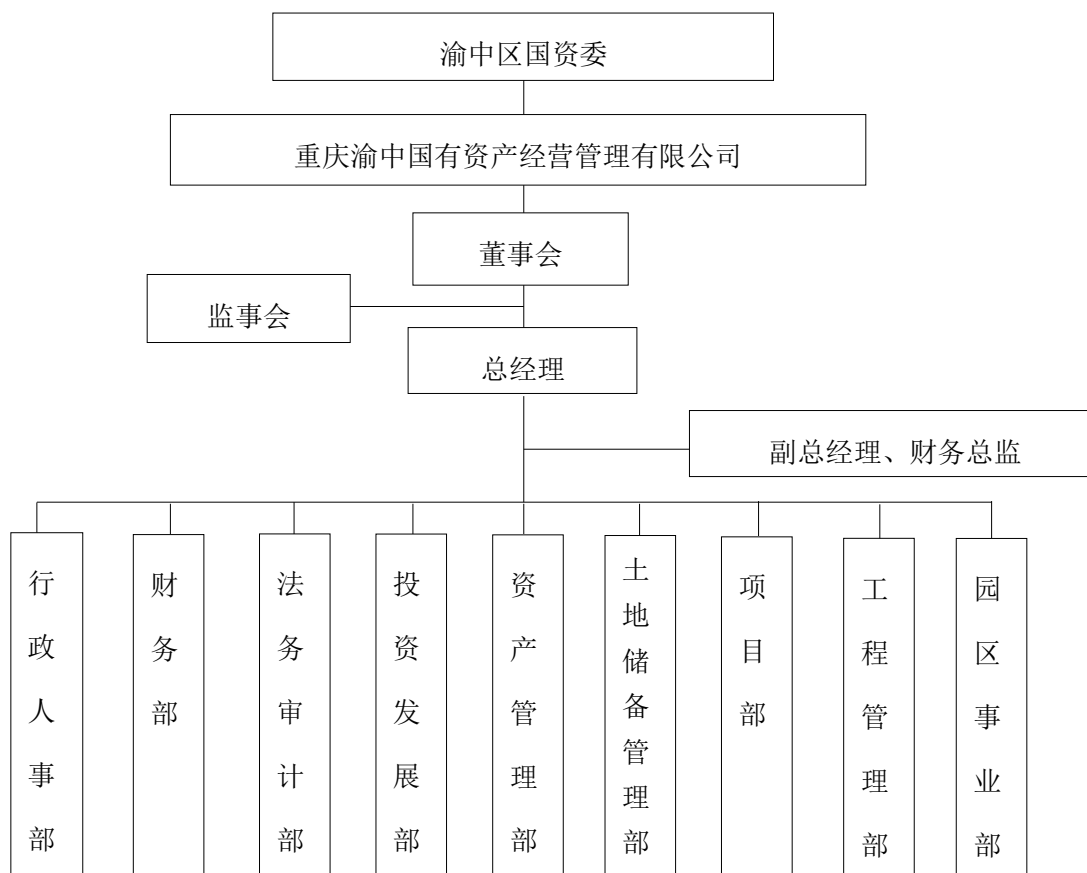 渝中区国资委
重庆渝中国有资产经营管理有限公司
董事会
监事会
总经理
副总经理、财务总监
行政人事部
财务部
法务审计部
投资发展部
资产管理部
土地储备管理部
项目部
工程管理部
园区事业部